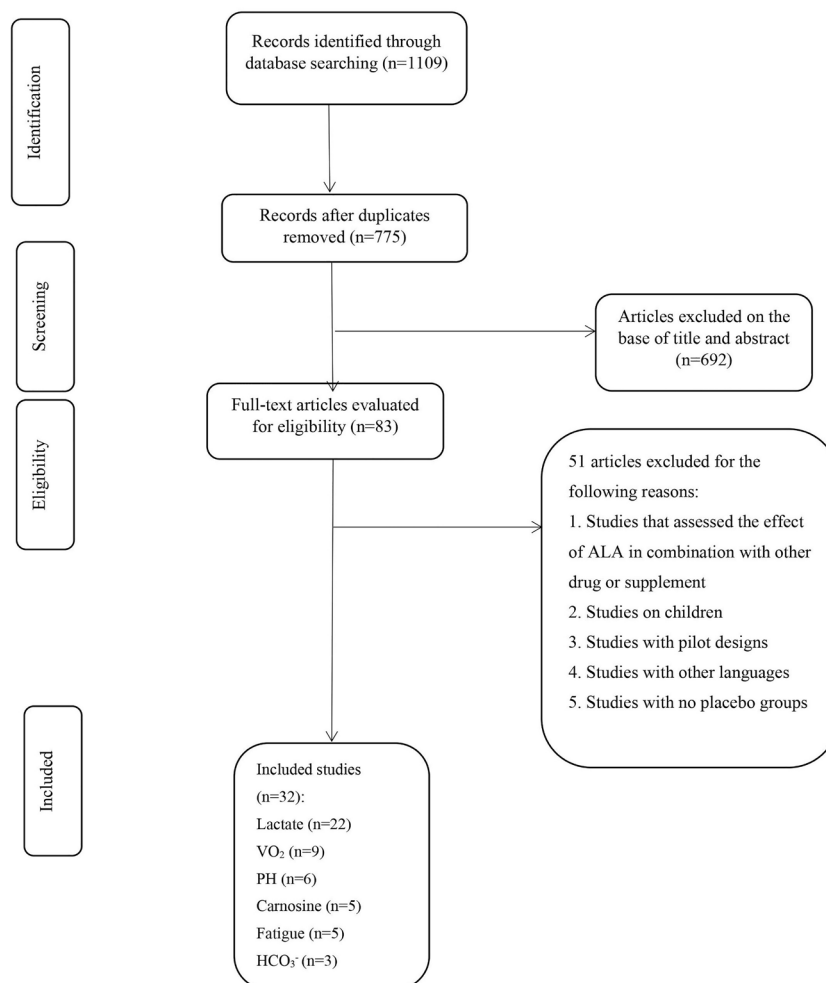 Identification
Records identified through
database searching (n=1109)
Records after duplicates
removed (n=775)
Screening
Articles excluded on the
base of title and abstract
(n=692)
Full-text articles evaluated
for eligibility (n=83)
Eligibility
51 articles excluded for the
following reasons:
1. Studies that assessed the effect
of ALA in combination with other
drug or supplement
2. Studies on children
3. Studies with pilot designs
4. Studies with other languages
5. Studies with no placebo groups
Included
Included studies
(n=32):
Lactate (n=22)
VO₂ (n=9)
PH (n=6)
Carnosine (n=5)
Fatigue (n=5)
HCO₃⁻ (n=3)